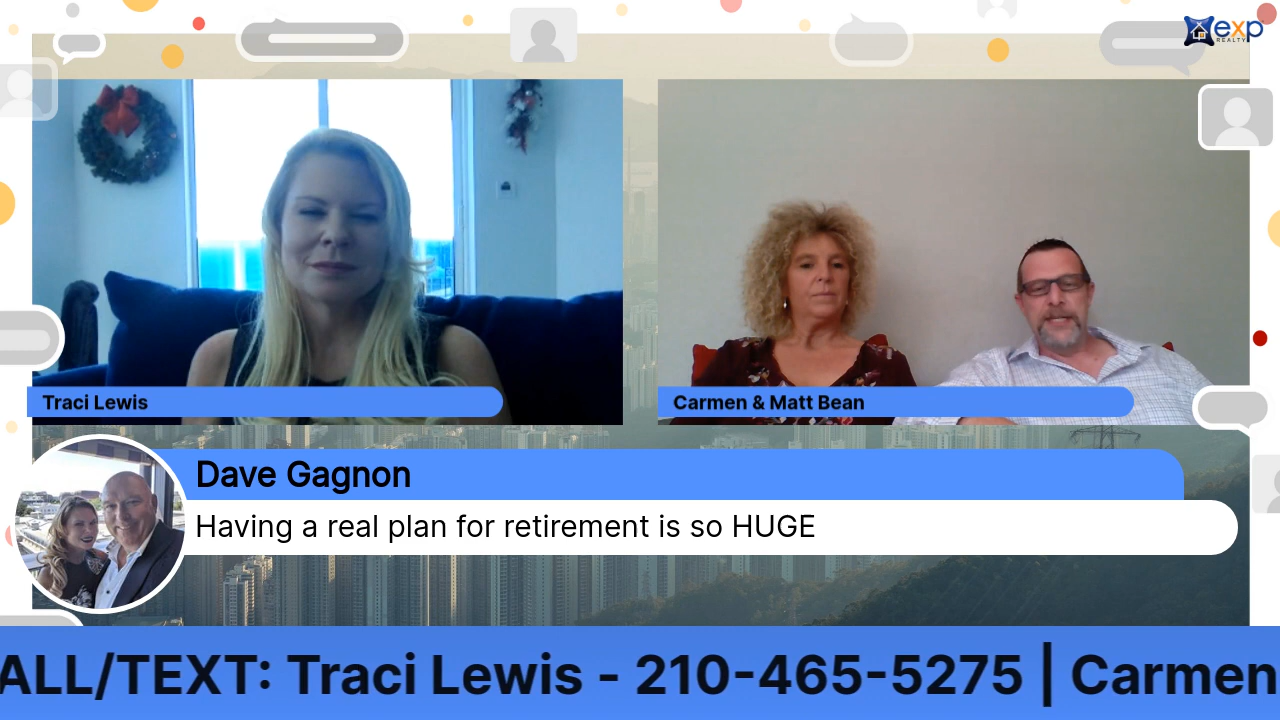 exp
REALTY
Traci Lewis
Carmen & Matt Bean
Dave Gagnon
Having a real plan for retirement is so HUGE
ALL/TEXT: Traci Lewis - 210-465-5275 | Carmen